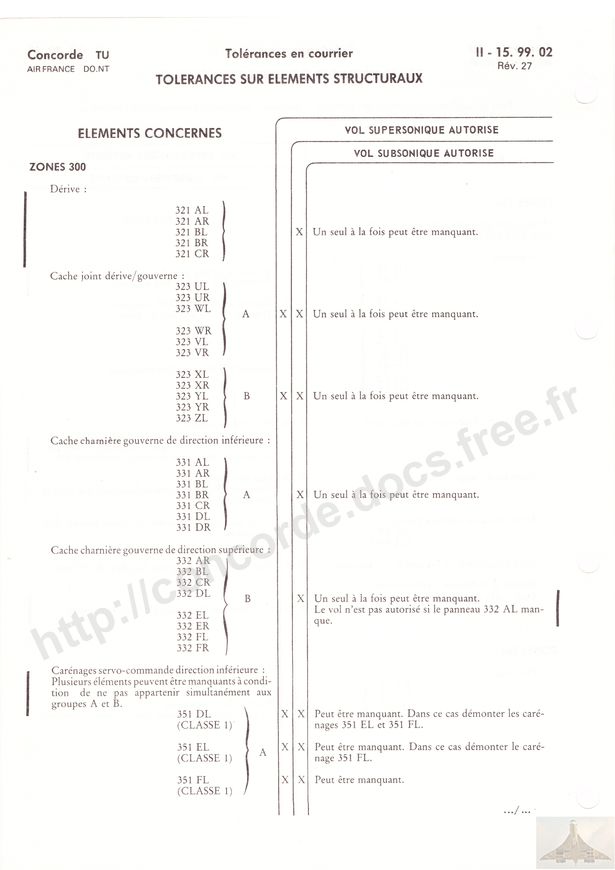 Concorde TU
AIR FRANCE DO.NT
Tolérances en courrier
II - 15. 99. 02
Rév. 27
TOLERANCES SUR ELEMENTS STRUCTURAUX
ELEMENTS CONCERNES
VOL SUPERSONIQUE AUTORISE
VOL SUBSONIQUE AUTORISE
ZONES 300
Dérive :
321 AL
321 AR
321 BL
321 BR
321 CR
X Un seul à la fois peut être manquant.
Cache joint dérive/gouverne :
323 UL
323 UR
323 WL
323 WR
323 VL
323 VR
A X X Un seul à la fois peut être manquant.
323 XL
323 XR
323 YL
323 YR
323 ZL
B X X Un seul à la fois peut être manquant.
Cache charnière gouverne de direction inférieure :
331 AL
331 AR
331 BL
331 BR
331 CR
331 DL
331 DR
A X Un seul à la fois peut être manquant.
Cache charnière gouverne de direction supérieure :
332 AR
332 BL
332 CR
332 DL
332 EL
332 ER
332 FL
332 FR
B X Un seul à la fois peut être manquant.
Le vol n'est pas autorisé si le panneau 332 AL man-
que.
Carénages servo-commande direction inférieure :
Plusieurs éléments peuvent être manquants à condi-
tion de ne pas appartenir simultanément aux
groupes A et B.
351 DL
(CLASSE 1)
X X Peut être manquant. Dans ce cas démonter les caré-
nages 351 EL et 351 FL.
351 EL
(CLASSE 1)
A
X X Peut être manquant. Dans ce cas démonter le caré-
nage 351 FL.
351 FL
(CLASSE 1)
X X Peut être manquant.
.../...
http://concorde.docs.free.fr